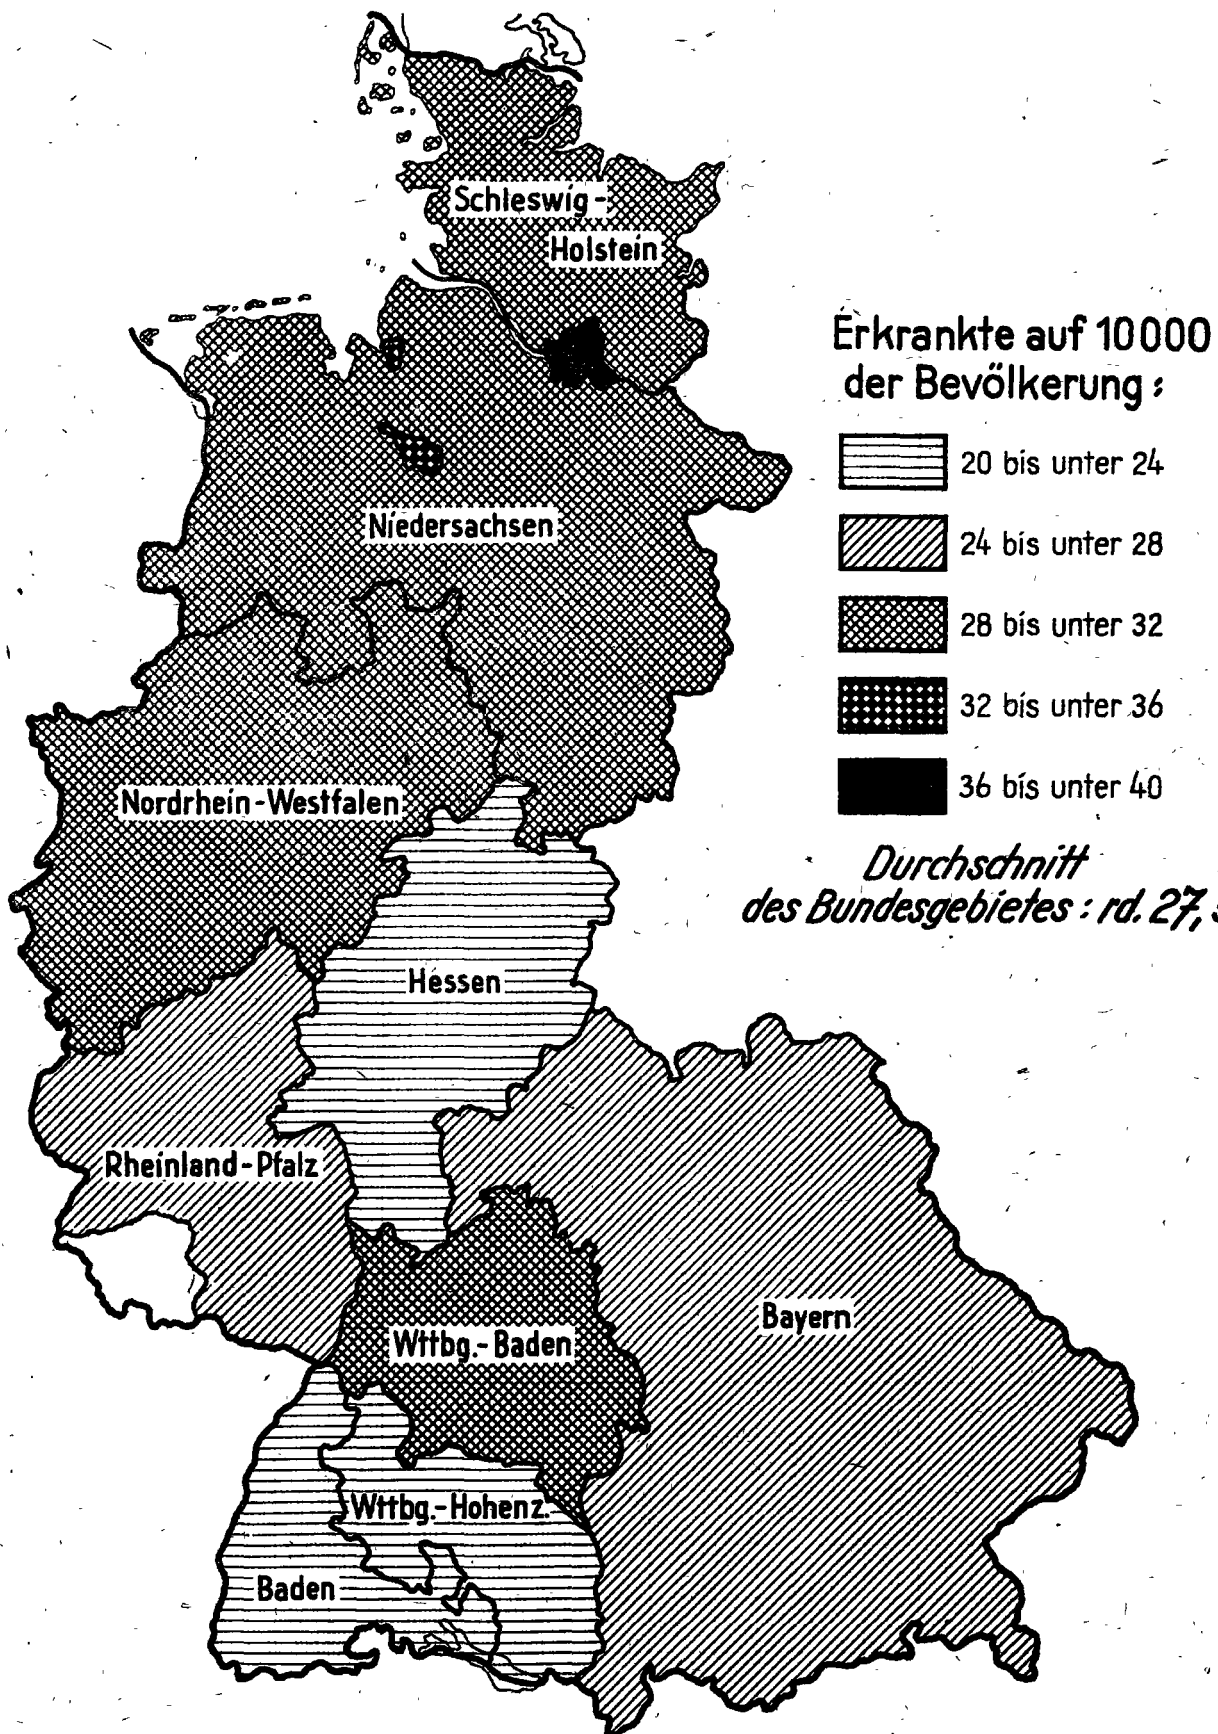 Schleswig-
Holstein
Niedersachsen
Nordrhein-Westfalen
Hessen
Rheinland-Pfalz
Wttbg.-Baden
Bayern
Wttbg.-Hohenz.
Baden
Erkrankte auf 10000
der Bevölkerung:
20 bis unter 24
24 bis unter 28
28 bis unter 32
32 bis unter 36
36 bis unter 40
Durchschnitt
des Bundesgebietes: rd. 27,